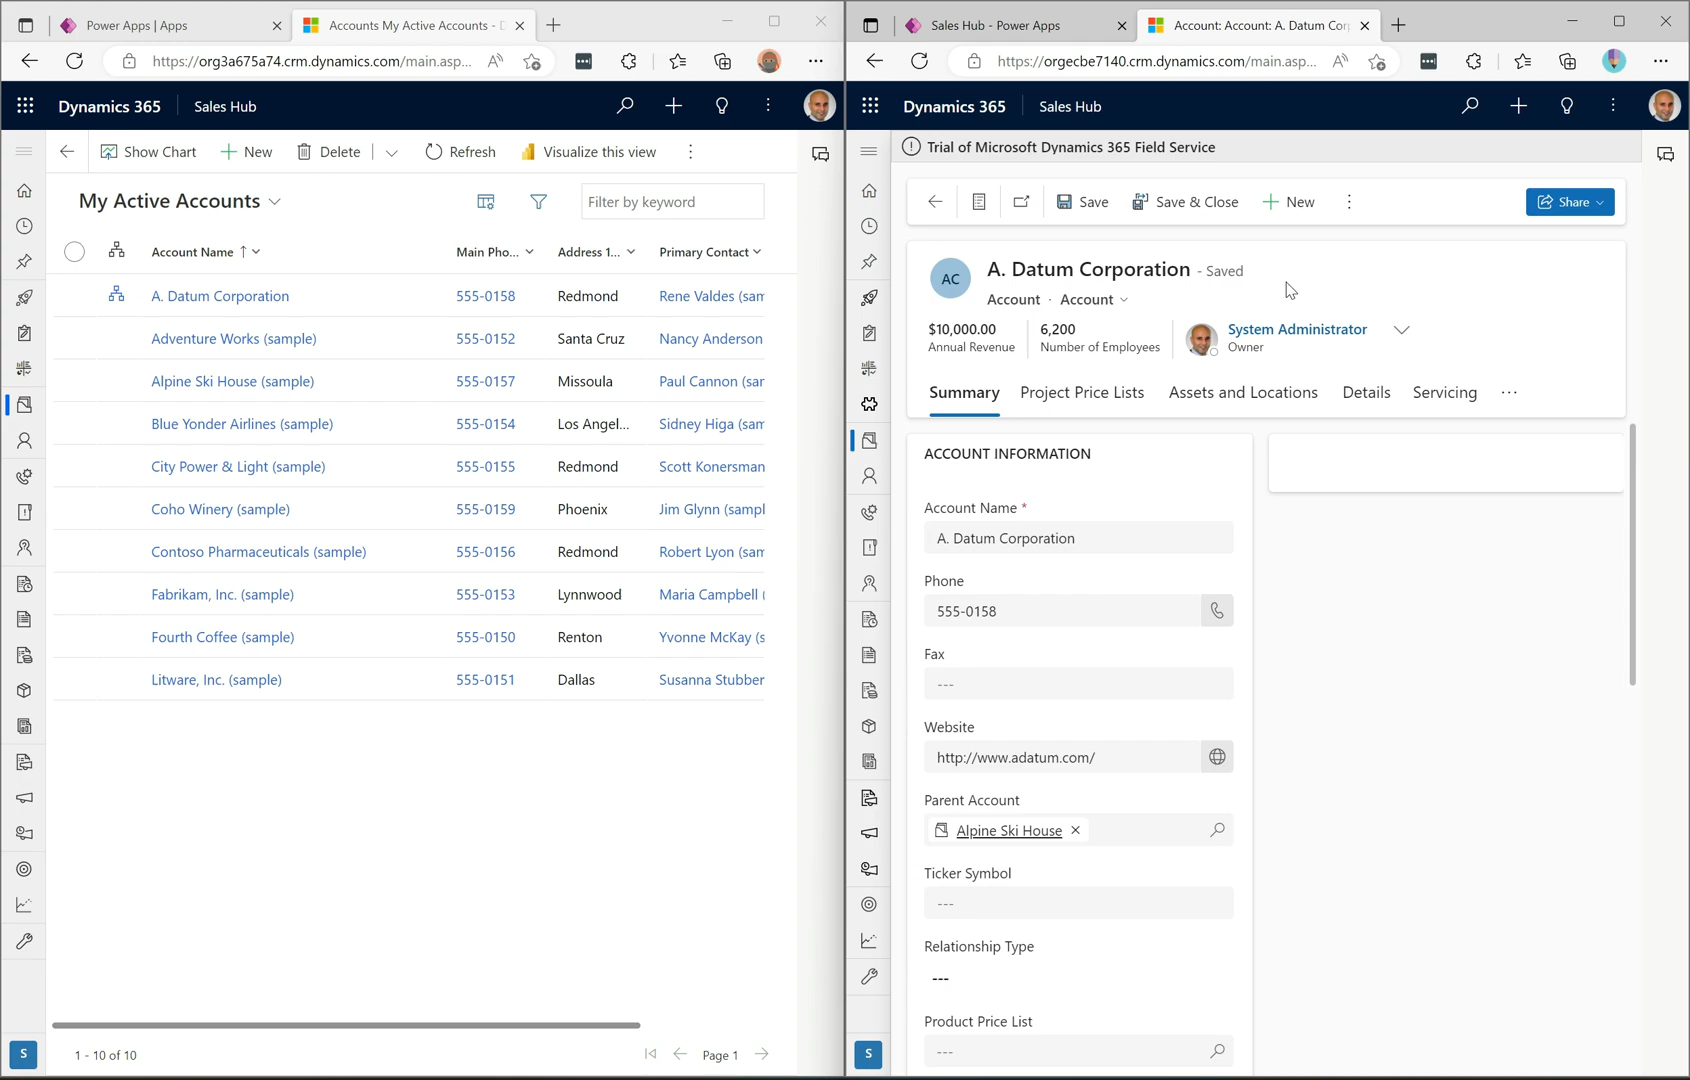 Power Apps | Apps
Accounts My Active Accounts - D
https://org3a675a74.crm.dynamics.com/main.asp...
Dynamics 365
Sales Hub
Show Chart
New
Delete
Refresh
Visualize this view
My Active Accounts
Filter by keyword
Account Name
Main Pho...
Address 1...
Primary Contact
A. Datum Corporation 555-0158 Redmond Rene Valdes (sam
Adventure Works (sample) 555-0152 Santa Cruz Nancy Anderson
Alpine Ski House (sample) 555-0157 Missoula Paul Cannon (sar
Blue Yonder Airlines (sample) 555-0154 Los Angel... Sidney Higa (sam
City Power & Light (sample) 555-0155 Redmond Scott Konersman
Coho Winery (sample) 555-0159 Phoenix Jim Glynn (sampl
Contoso Pharmaceuticals (sample) 555-0156 Redmond Robert Lyon (sam
Fabrikam, Inc. (sample) 555-0153 Lynnwood Maria Campbell (
Fourth Coffee (sample) 555-0150 Renton Yvonne McKay (s
Litware, Inc. (sample) 555-0151 Dallas Susanna Stubber
S
1 - 10 of 10
Page 1
Sales Hub - Power Apps
Account: Account: A. Datum Cor
https://orgecbe7140.crm.dynamics.com/main.asp...
Dynamics 365
Sales Hub
Trial of Microsoft Dynamics 365 Field Service
Save
Save & Close
New
Share
AC
A. Datum Corporation - Saved
Account · Account
$10,000.00
Annual Revenue
6,200
Number of Employees
System Administrator
Owner
Summary
Project Price Lists
Assets and Locations
Details
Servicing
...
ACCOUNT INFORMATION
Account Name *
A. Datum Corporation
Phone
555-0158
Fax
---
Website
http://www.adatum.com/
Parent Account
Alpine Ski House
Ticker Symbol
---
Relationship Type
---
Product Price List
---
S